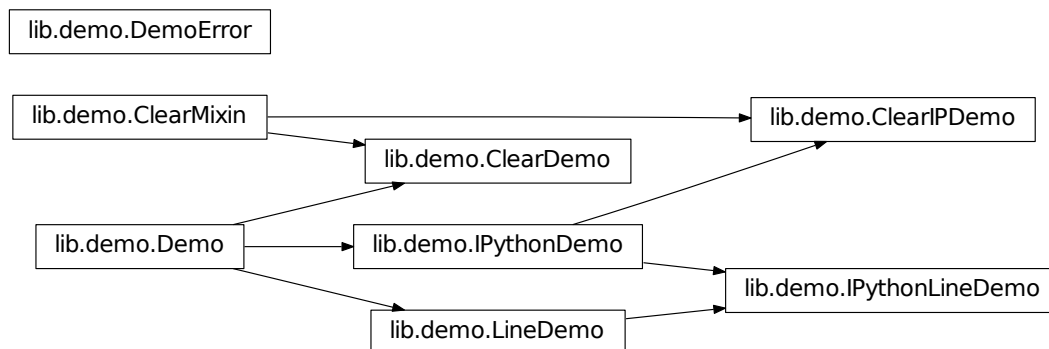 lib.demo.DemoError
lib.demo.ClearMixin
lib.demo.ClearIPDemo
lib.demo.ClearDemo
lib.demo.Demo
lib.demo.IPythonDemo
lib.demo.IPythonLineDemo
lib.demo.LineDemo